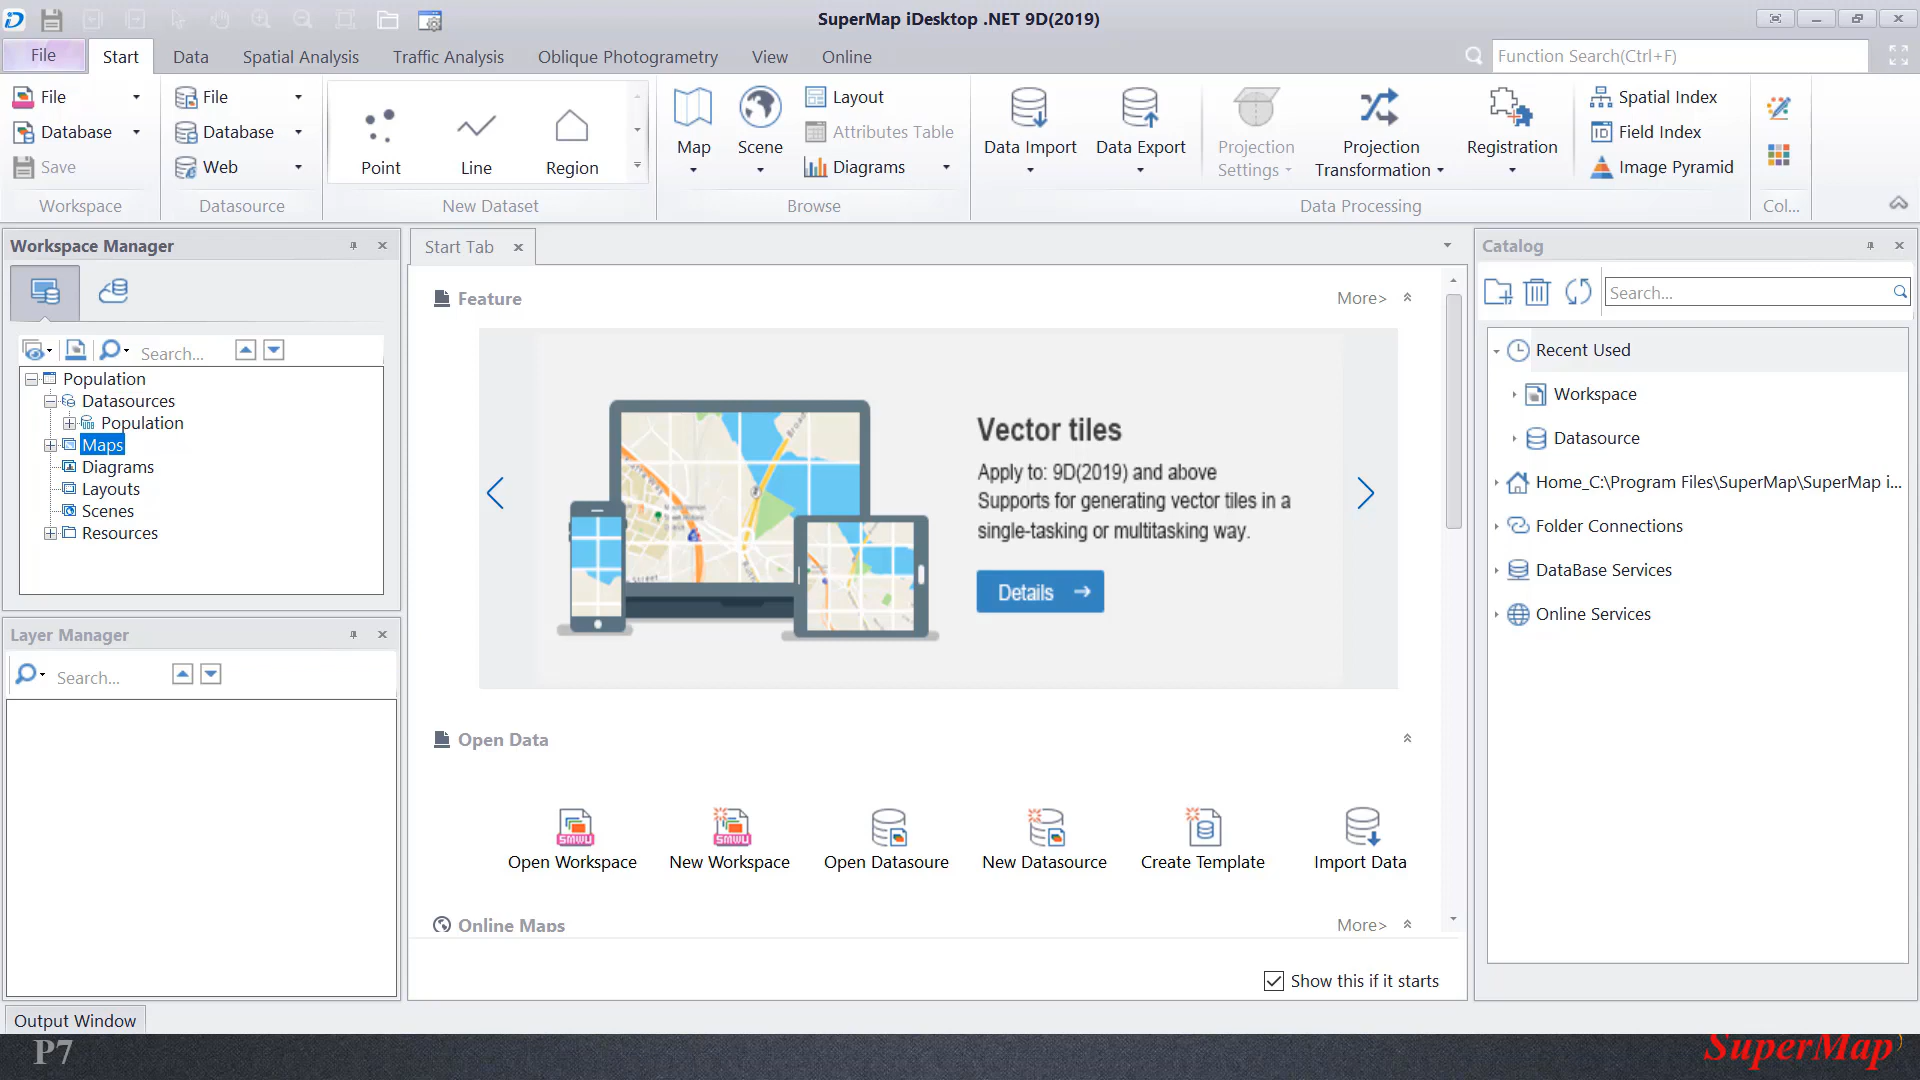 SuperMap iDesktop .NET 9D(2019)
File
Start
Data
Spatial Analysis
Traffic Analysis
Oblique Photogrametry
View
Online
Function Search(Ctrl+F)
File
Database
Save
Workspace
File
Database
Web
Datasource
Point
Line
Region
New Dataset
Map
Scene
Layout
Attributes Table
Diagrams
Browse
Data Import
Data Export
Projection
Settings
Projection
Transformation
Registration
Spatial Index
Field Index
Image Pyramid
Data Processing
Col...
Workspace Manager
Search...
Population
Datasources
Population
Maps
Diagrams
Layouts
Scenes
Resources
Layer Manager
Search...
Output Window
Start Tab
Feature
More>
Vector tiles
Apply to: 9D(2019) and above
Supports for generating vector tiles in a
single-tasking or multitasking way.
Details
Open Data
SMWU
Open Workspace
SMWU
New Workspace
Open Datasoure
New Datasource
Create Template
Import Data
Online Maps
More>
Show this if it starts
Catalog
Search...
Recent Used
Workspace
Datasource
Home_C:\Program Files\SuperMap\SuperMap i...
Folder Connections
DataBase Services
Online Services
P7
SuperMap